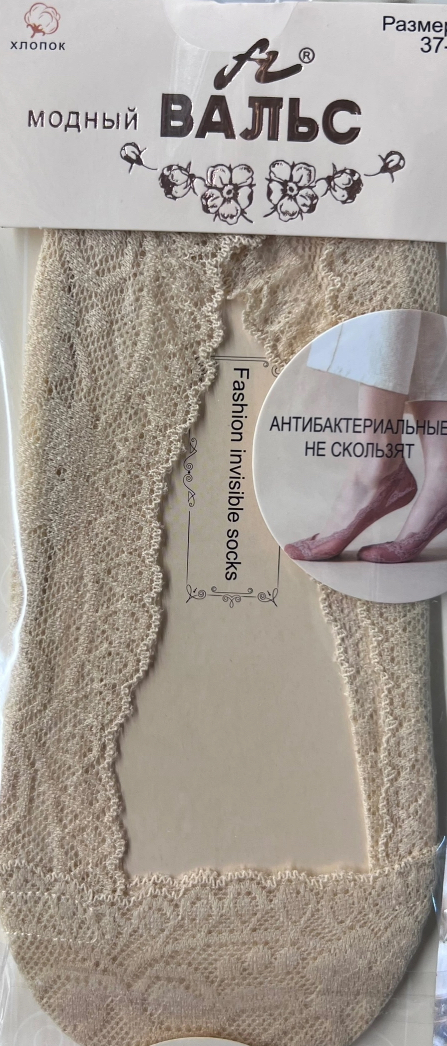 ХЛОПОК
Размер
37-
®
МОДНЫЙ ВАЛЬС
Fashion invisible socks
АНТИБАКТЕРИАЛЬНЫЕ
НЕ СКОЛЬЗЯТ